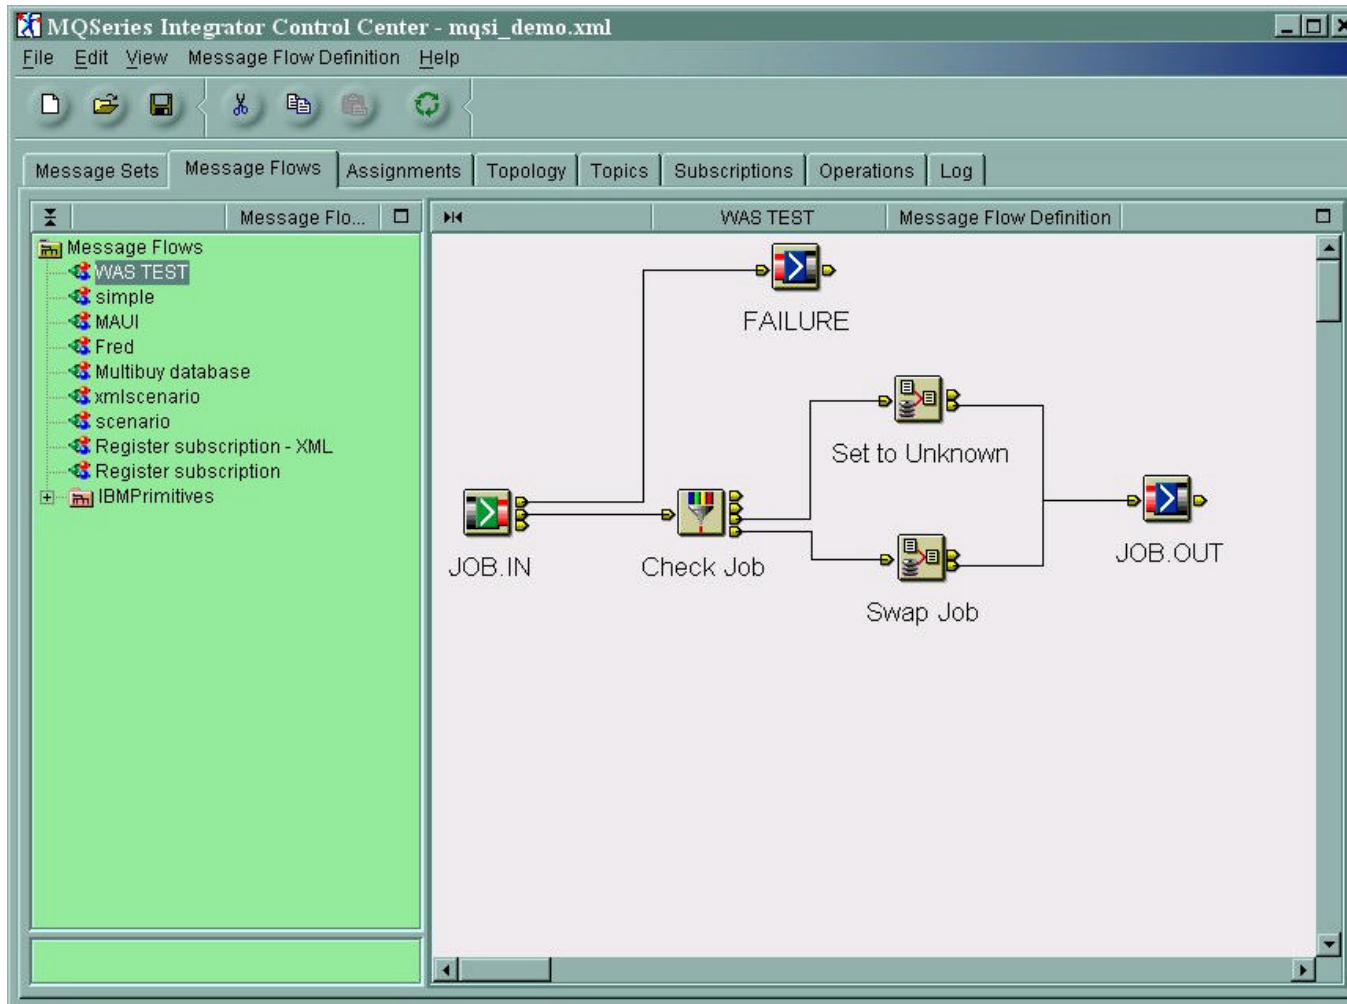 MQSeries Integrator Control Center - mqsi_demo.xml
File Edit View Message Flow Definition Help
Message Sets Message Flows Assignments Topology Topics Subscriptions Operations Log
Message Flo... WAS TEST Message Flow Definition
Message Flows
WAS TEST
simple
MAUI
Fred
Multibuy database
xmlscenario
scenario
Register subscription - XML
Register subscription
IBMPrimitives
FAILURE
Set to Unknown
JOB.IN
Check Job
JOB.OUT
Swap Job